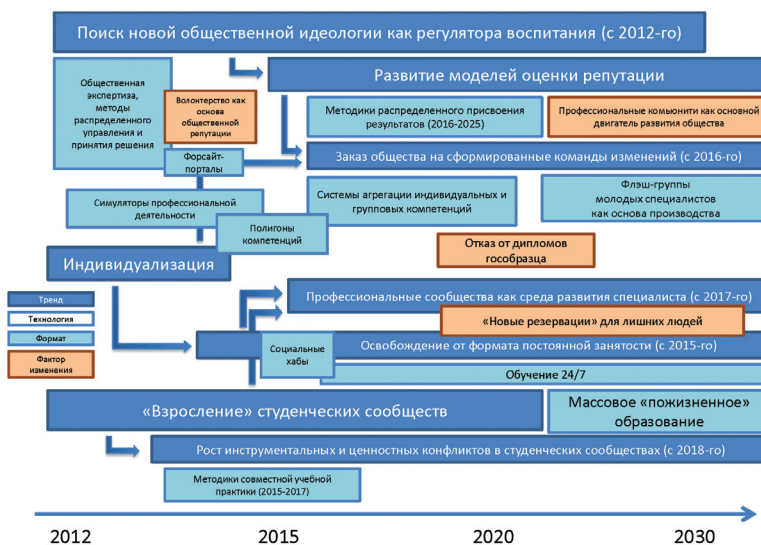 Поиск новой общественной идеологии как регулятора воспитания (с 2012-го)
Развитие моделей оценки репутации
Общественная
экспертиза,
методы
распределенного
управления и
принятия решения
Волонтерство как
основа
общественной
репутации
Методики распределенного присвоения
результатов (2016-2025)
Профессиональные комьюнити как основной
двигатель развития общества
Форсайт-
порталы
Заказ общества на сформированные команды изменений (с 2016-го)
Симуляторы профессиональной
деятельности
Системы агрегации индивидуальных и
групповых компетенций
Флэш-группы
молодых специалистов
как основа производства
Полигоны
компетенций
Отказ от дипломов
гособразца
Индивидуализация
Профессиональные сообщества как среда развития специалиста (с 2017-го)
«Новые резервации» для лишних людей
Тренд
Технология
Формат
Фактор
изменения
Социальные
хабы
Освобождение от формата постоянной занятости (с 2015-го)
Обучение 24/7
«Взросление» студенческих сообществ
Массовое «пожизненное»
образование
Рост инструментальных и ценностных конфликтов в студенческих сообществах (с 2018-го)
Методики совместной учебной
практики (2015-2017)
2012
2015
2020
2030